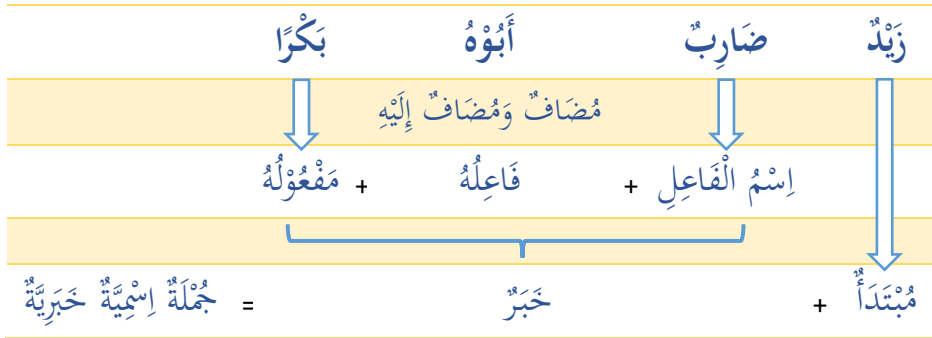 زَيْدٌ ضَارِبٌ أَبُوْهُ بَكْرًا
مُضَافٌ وَمُضَافٌ إِلَيْهِ
اِسْمُ الْفَاعِلِ + فَاعِلُهُ + مَفْعُوْلُهُ
مُبْتَدَأٌ + خَبَرٌ = جُمْلَةٌ اِسْمِيَّةٌ خَبَرِيَّةٌ